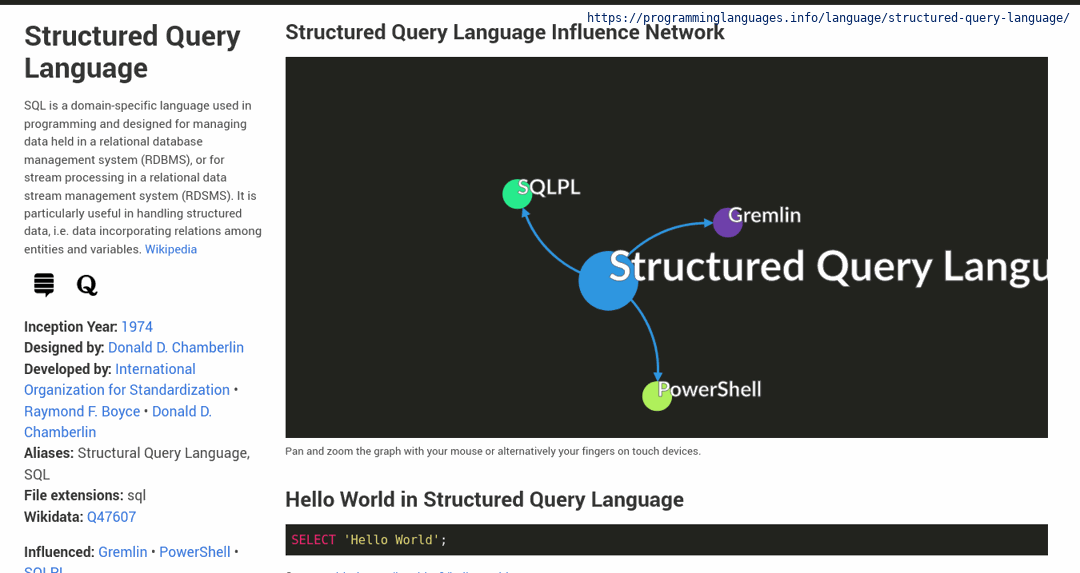 https://programminglanguages.info/language/structured-query-language/
Structured Query
Language
SQL is a domain-specific language used in
programming and designed for managing
data held in a relational database
management system (RDBMS), or for
stream processing in a relational data
stream management system (RDSMS). It is
particularly useful in handling structured
data, i.e. data incorporating relations among
entities and variables. Wikipedia
Inception Year: 1974
Designed by: Donald D. Chamberlin
Developed by: International
Organization for Standardization •
Raymond F. Boyce • Donald D.
Chamberlin
Aliases: Structural Query Language,
SQL
File extensions: sql
Wikidata: Q47607
Influenced: Gremlin • PowerShell •
SQLPL
Structured Query Language Influence Network
SQLPL
Gremlin
Structured Query Langu
PowerShell
Pan and zoom the graph with your mouse or alternatively your fingers on touch devices.
Hello World in Structured Query Language
SELECT 'Hello World';